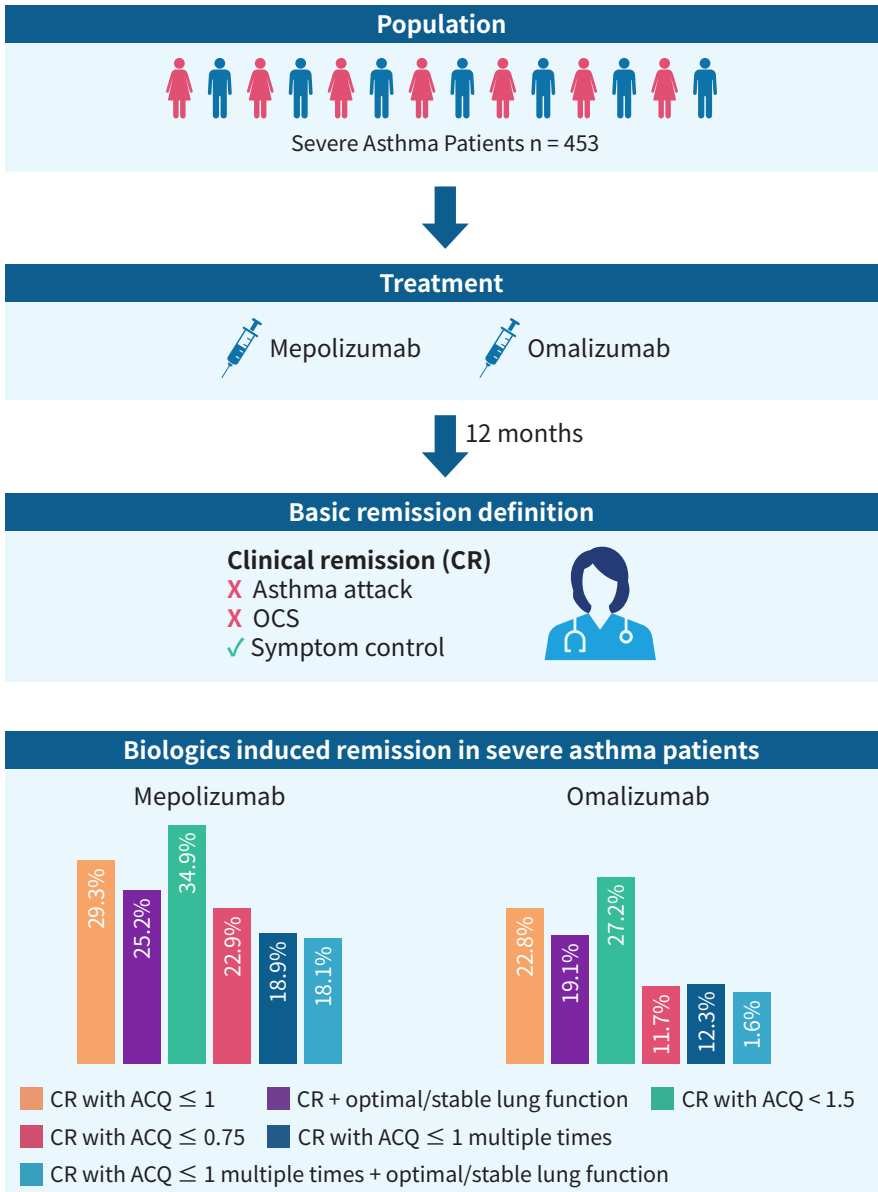 Population
Severe Asthma Patients n = 453
Treatment
Mepolizumab
Omalizumab
12 months
Basic remission definition
Clinical remission (CR)
X Asthma attack
X OCS
✓ Symptom control
Biologics induced remission in severe asthma patients
Mepolizumab
29.3%
25.2%
34.9%
22.9%
18.9%
18.1%
Omalizumab
22.8%
19.1%
27.2%
11.7%
12.3%
1.6%
CR with ACQ ≤ 1
CR + optimal/stable lung function
CR with ACQ < 1.5
CR with ACQ ≤ 0.75
CR with ACQ ≤ 1 multiple times
CR with ACQ ≤ 1 multiple times + optimal/stable lung function